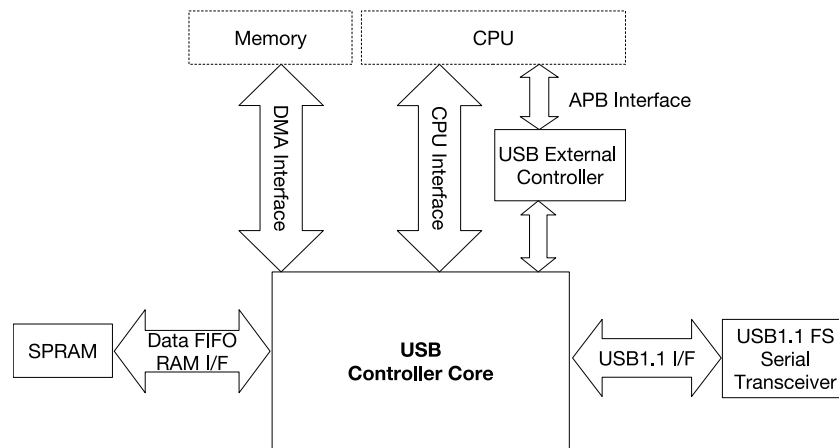 Memory
CPU
DMA Interface
CPU Interface
APB Interface
USB External
Controller
SPRAM
Data FIFO
RAM I/F
USB
Controller Core
USB1.1 I/F
USB1.1 FS
Serial
Transceiver